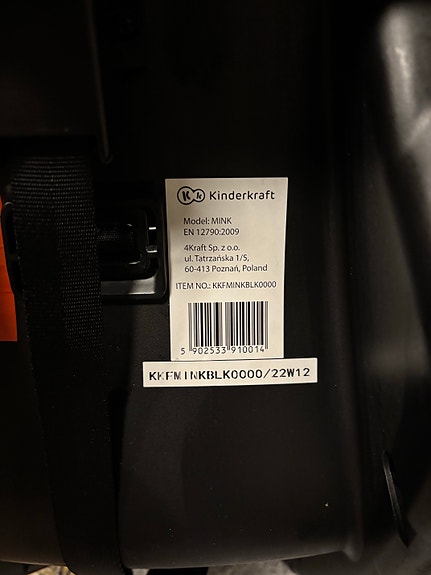 Kk Kinderkraft
Model: MINK
EN 12790:2009
4Kraft Sp. z o.o.
ul. Tatrzańska 1/5,
60-413 Poznań, Poland
ITEM NO.: KKFMINKBLK0000
5 902533 910014
KKFMINKBLK0000/22W12